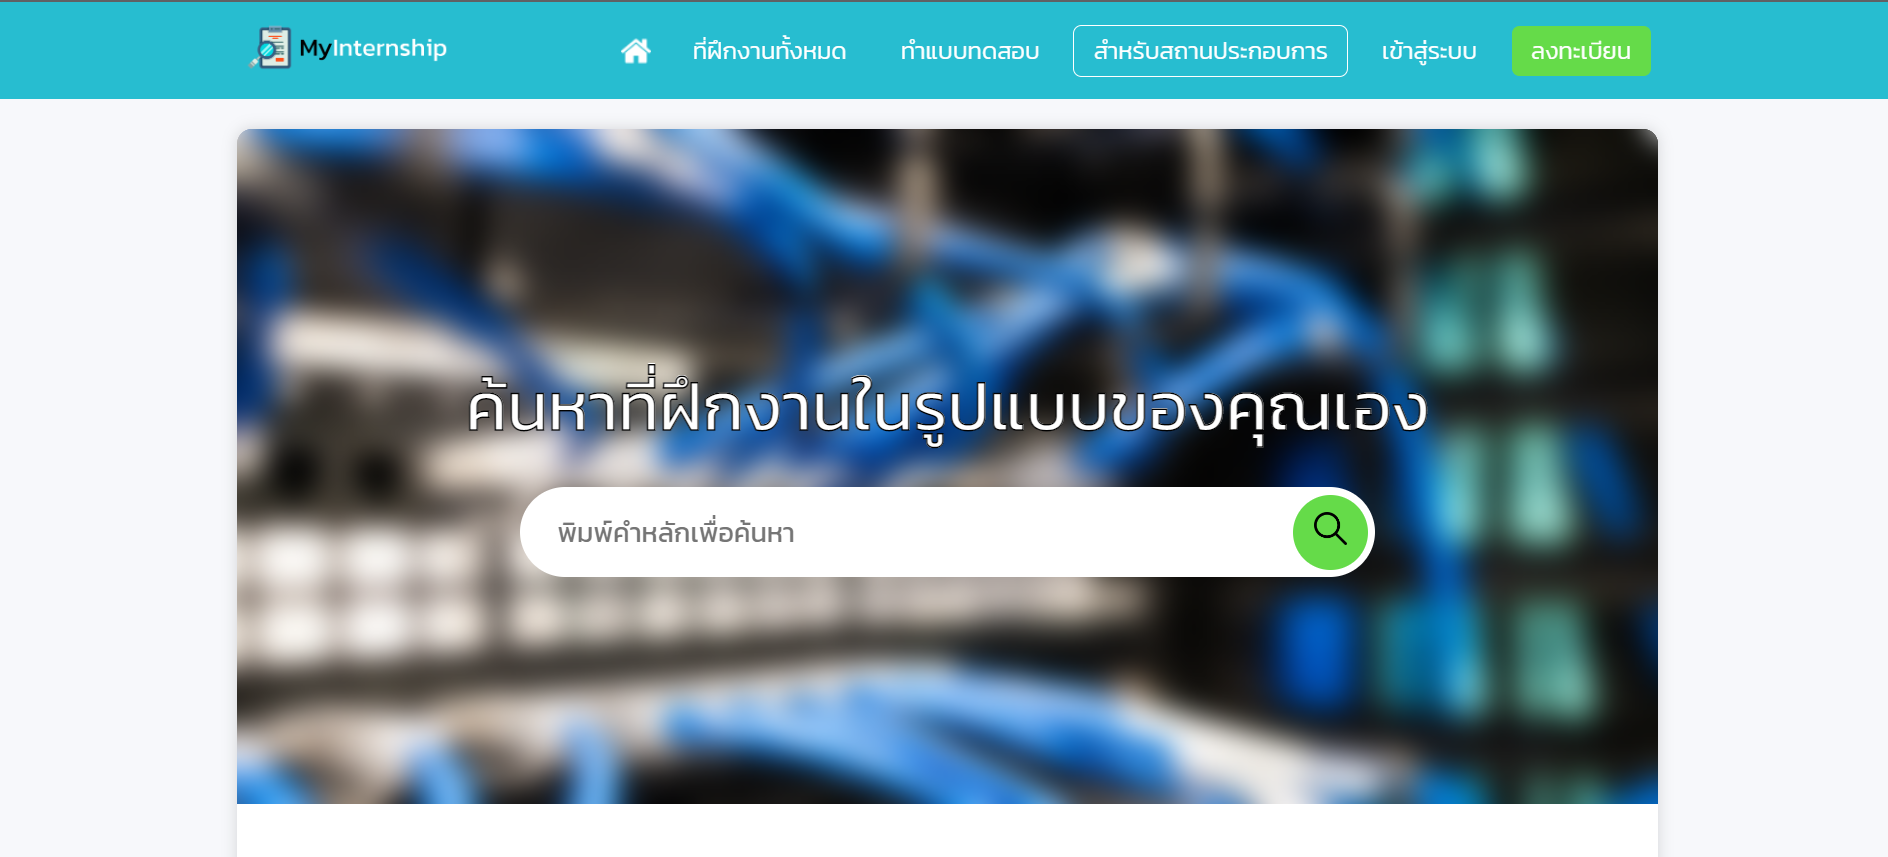 MyInternship
ที่ฝึกงานทั้งหมด
ทำแบบทดสอบ
สำหรับสถานประกอบการ
เข้าสู่ระบบ
ลงทะเบียน
ค้นหาที่ฝึกงานในรูปแบบของคุณเอง
พิมพ์คำหลักเพื่อค้นหา